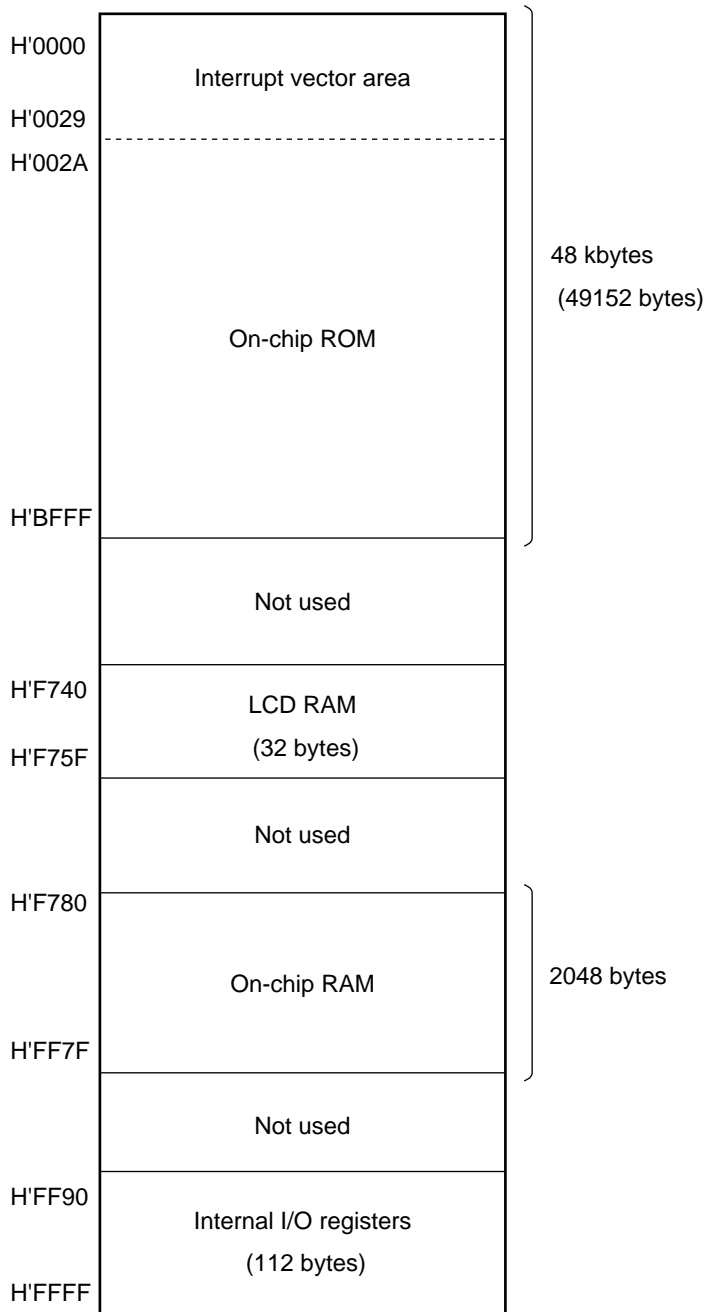 H'0000
Interrupt vector area
H'0029
H'002A
48 kbytes
(49152 bytes)
On-chip ROM
H'BFFF
Not used
H'F740
LCD RAM
(32 bytes)
H'F75F
Not used
H'F780
On-chip RAM
2048 bytes
H'FF7F
Not used
H'FF90
Internal I/O registers
(112 bytes)
H'FFFF